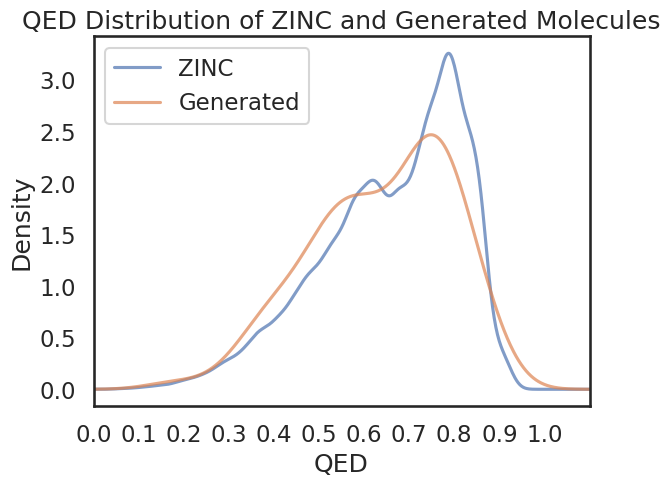 QED Distribution of ZINC and Generated Molecules
ZINC
Generated
3.0
2.5
2.0
1.5
1.0
0.5
0.0
Density
0.0 0.1 0.2 0.3 0.4 0.5 0.6 0.7 0.8 0.9 1.0
QED